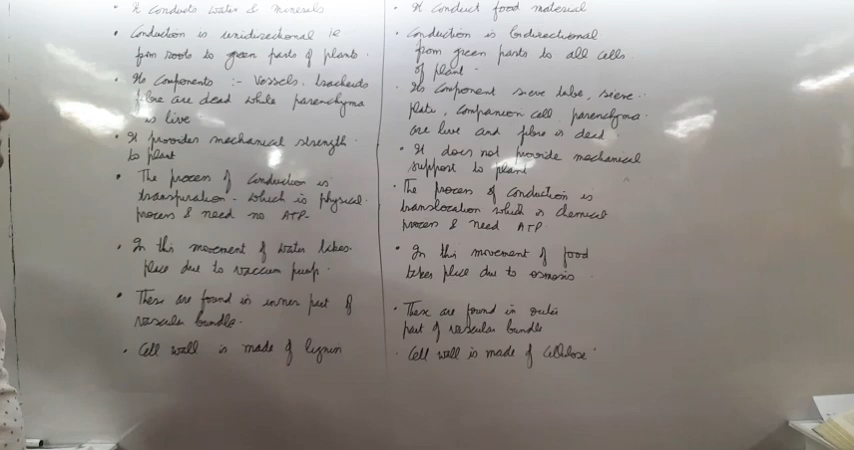 • It conducts water & minerals
• Conduction is unidirectional ie
from roots to green parts of plants.
• Its Components :- Vessels, tracheids
fibre are dead while parenchyma
is live
• It provides mechanical strength
to plant
• The process of conduction is
transpiration - which is physical
process & need no ATP.
• In this movement of water takes
place due to vaccum pump.
• These are found in inner part of
vascular bundle.
• Cell wall is made of lignin
• It conduct food material
• Conduction is bidirectional
from green parts to all cells
of plant.
• Its component sieve tube, sieve
plate, companion cell parenchyma
are live and fibre is dead
• It does not provide mechanical
support to plant
• The process of conduction is
translocation which is chemical
process & need ATP.
• In this movement of food
takes place due to osmosis
• These are found in outer
part of vascular bundle
• Cell wall is made of cellulose